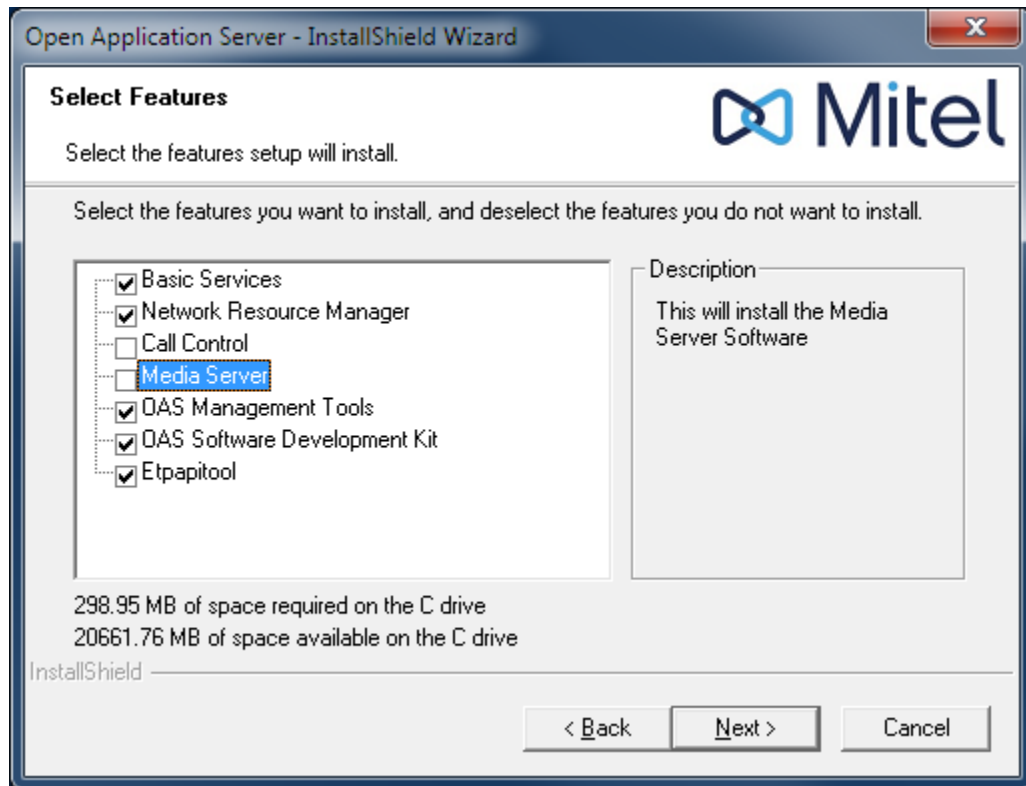 Open Application Server - InstallShield Wizard
Select Features
Mitel
Select the features setup will install.
Select the features you want to install, and deselect the features you do not want to install.
Basic Services
Network Resource Manager
Call Control
Media Server
OAS Management Tools
OAS Software Development Kit
Etpapitool
Description
This will install the Media
Server Software
298.95 MB of space required on the C drive
20661.76 MB of space available on the C drive
InstallShield
< Back
Next >
Cancel